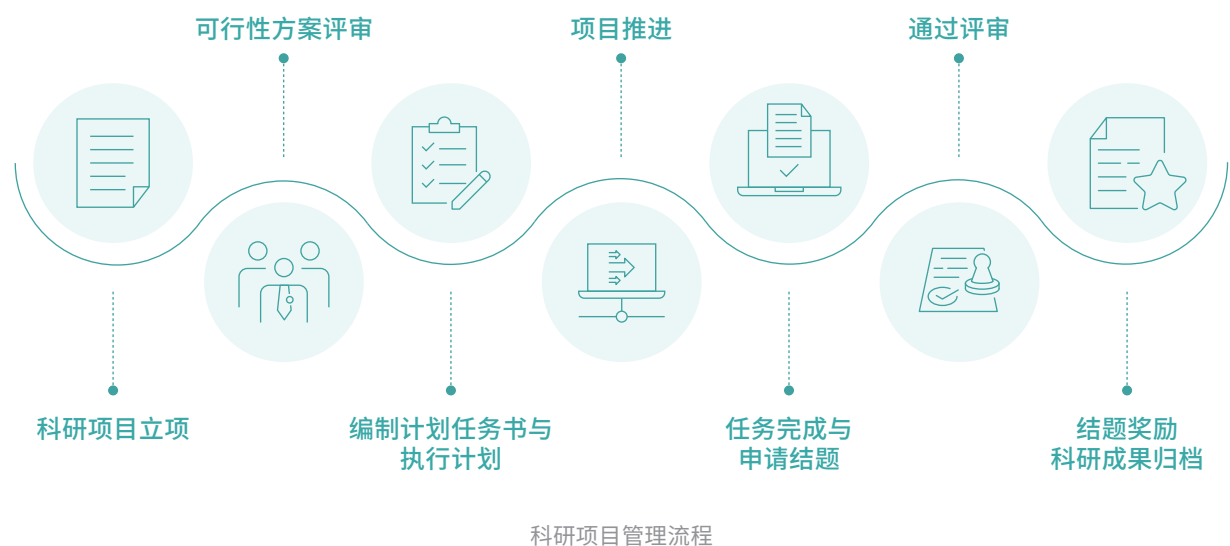 可行性方案评审
项目推进
通过评审
科研项目立项
编制计划任务书与
执行计划
任务完成与
申请结题
结题奖励
科研成果归档
科研项目管理流程